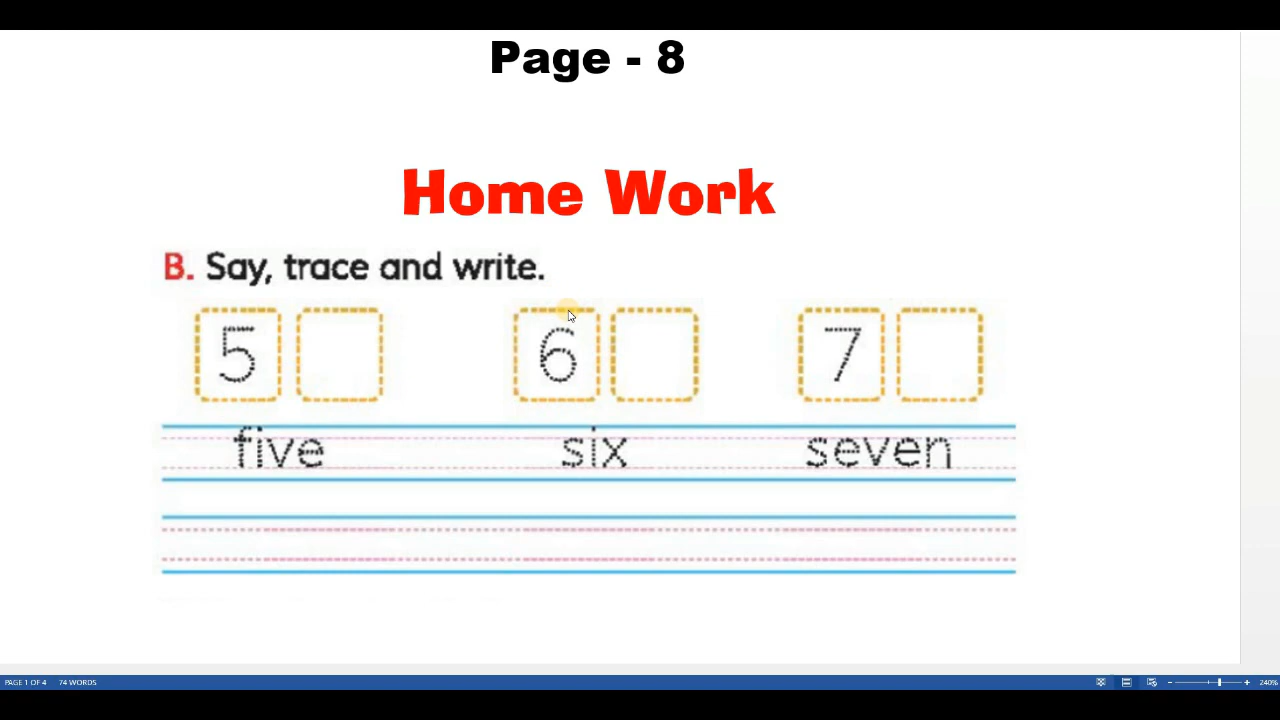 Page - 8
Home Work
B. Say, trace and write.
5 6 7
five six seven
PAGE 1 OF 4 74 WORDS 240%